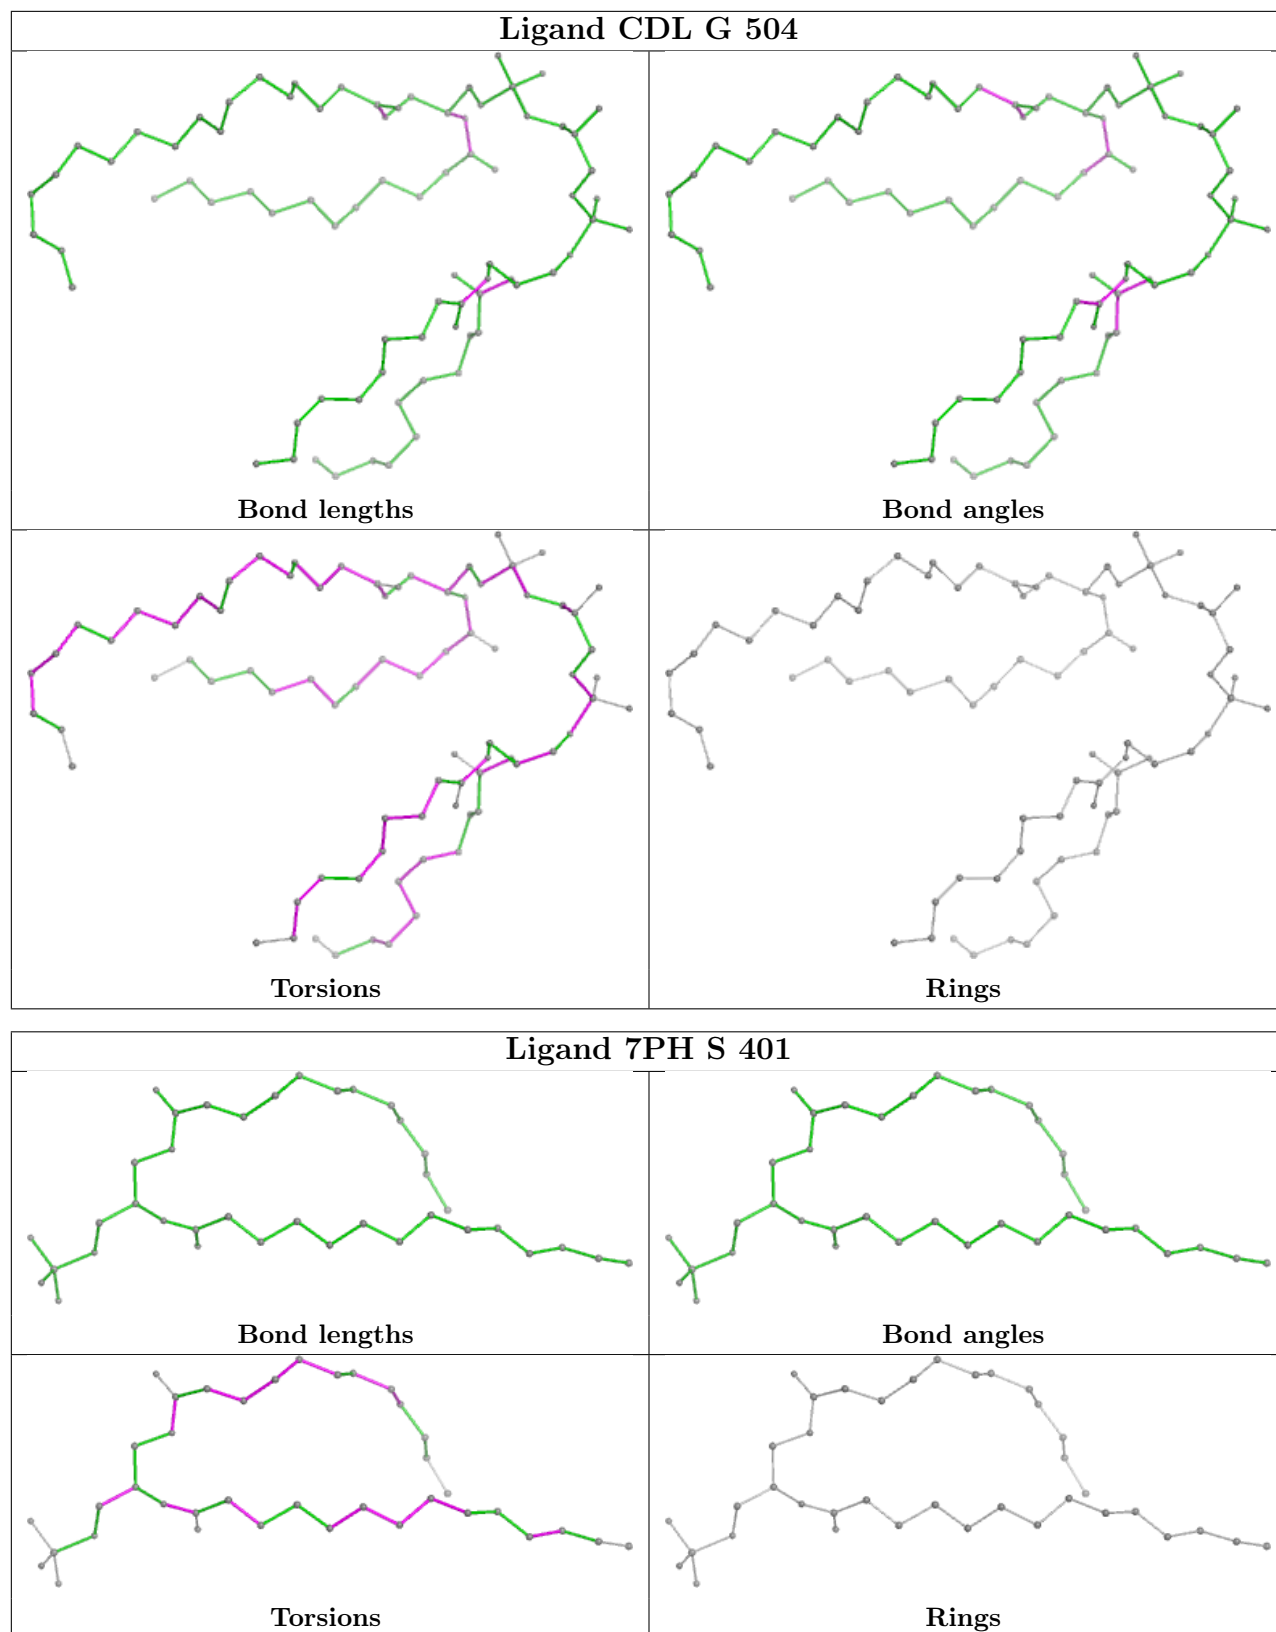 Ligand CDL G 504
Bond lengths
Bond angles
Torsions
Rings
Ligand 7PH S 401
Bond lengths
Bond angles
Torsions
Rings